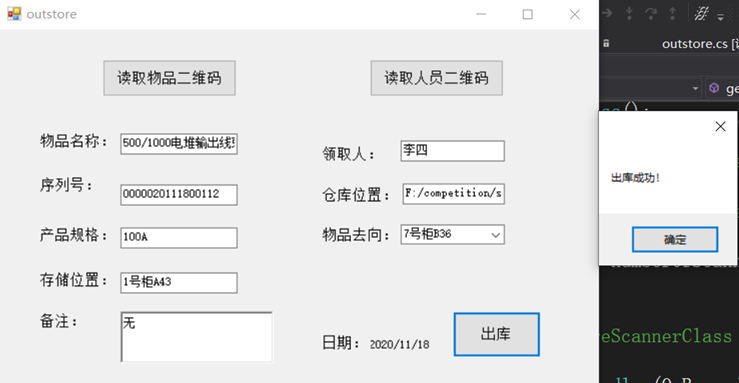 outstore
outstore.cs [
读取物品二维码
读取人员二维码
ge
物品名称：
500/1000电堆输出线
领取人：
李四
序列号：
0000020111800112
仓库位置：
F:/competition/s
出库成功！
产品规格：
100A
物品去向：
7号柜B36
确定
存储位置：
1号柜A43
备注：
无
日期：
2020/11/18
出库
eScannerClass